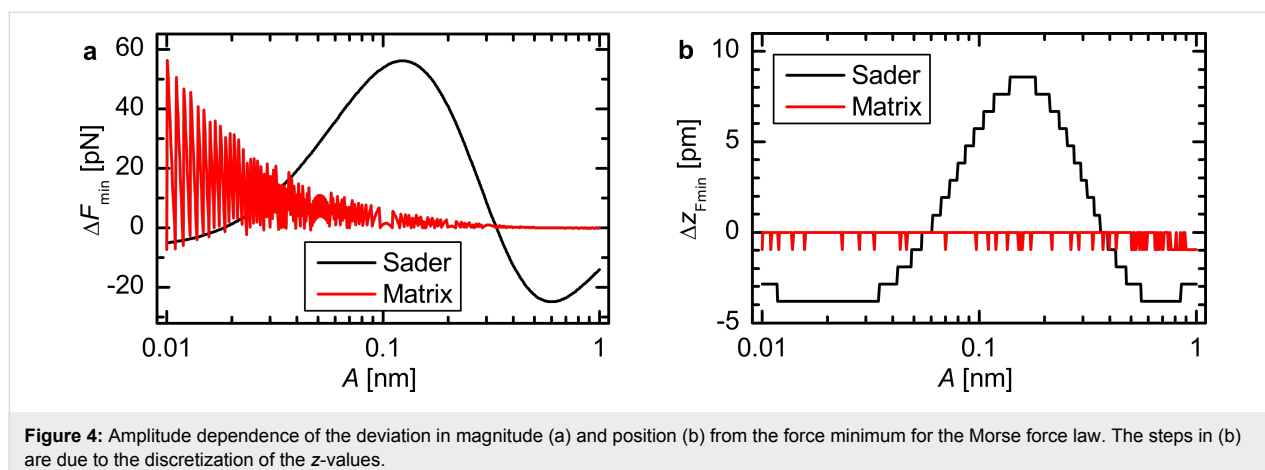 a
60
40
20
0
-20
ΔFmin [pN]
Sader
Matrix
0.01
0.1
1
A [nm]
b
10
5
0
-5
ΔzFmin [pm]
Sader
Matrix
0.01
0.1
1
A [nm]
Figure 4: Amplitude dependence of the deviation in magnitude (a) and position (b) from the force minimum for the Morse force law. The steps in (b)
are due to the discretization of the z-values.